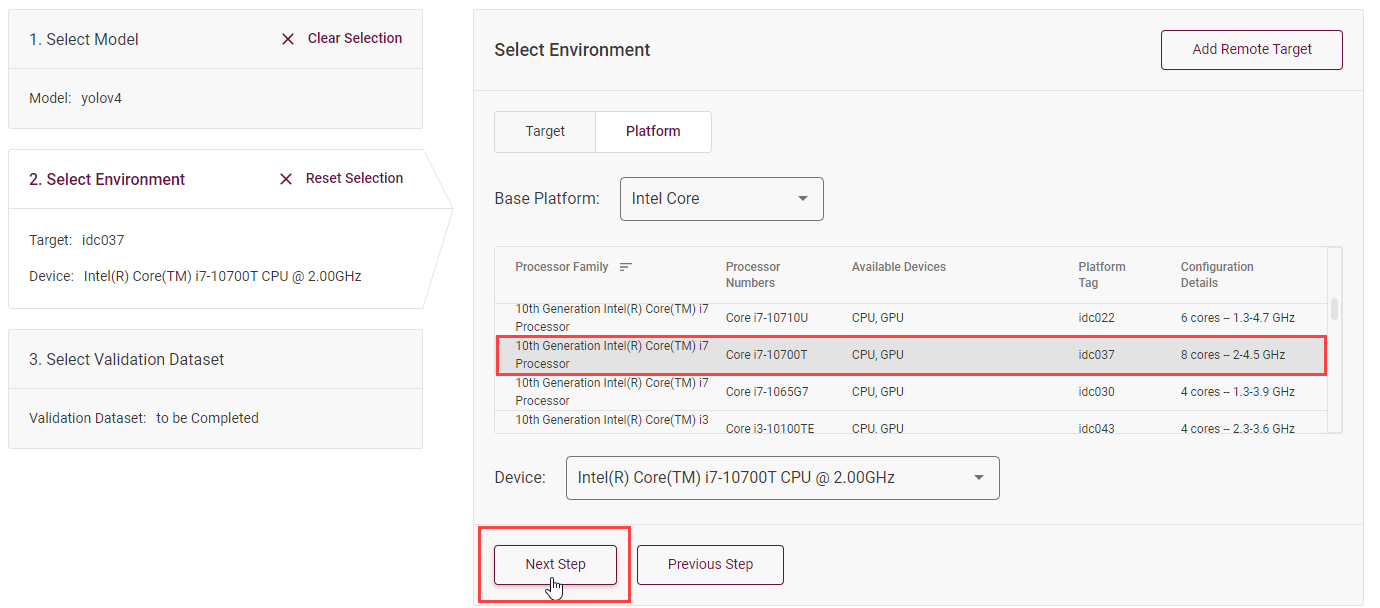 1. Select Model
Clear Selection
Model: yolov4
2. Select Environment
Reset Selection
Target: idc037
Device: Intel(R) Core(TM) i7-10700T CPU @ 2.00GHz
3. Select Validation Dataset
Validation Dataset: to be Completed
Select Environment
Add Remote Target
Target
Platform
Base Platform: Intel Core
Processor Family
Processor
Numbers
Available Devices
Platform
Tag
Configuration
Details
10th Generation Intel(R) Core(TM) i7
Processor
Core i7-10710U
CPU, GPU
idc022
6 cores -- 1.3-4.7 GHz
10th Generation Intel(R) Core(TM) i7
Processor
Core i7-10700T
CPU, GPU
idc037
8 cores -- 2-4.5 GHz
10th Generation Intel(R) Core(TM) i7
Processor
Core i7-1065G7
CPU, GPU
idc030
4 cores -- 1.3-3.9 GHz
10th Generation Intel(R) Core(TM) i3
Core i3-10100TE
CPU, GPU
idc043
4 cores -- 2.3-3.6 GHz
Device: Intel(R) Core(TM) i7-10700T CPU @ 2.00GHz
Next Step
Previous Step